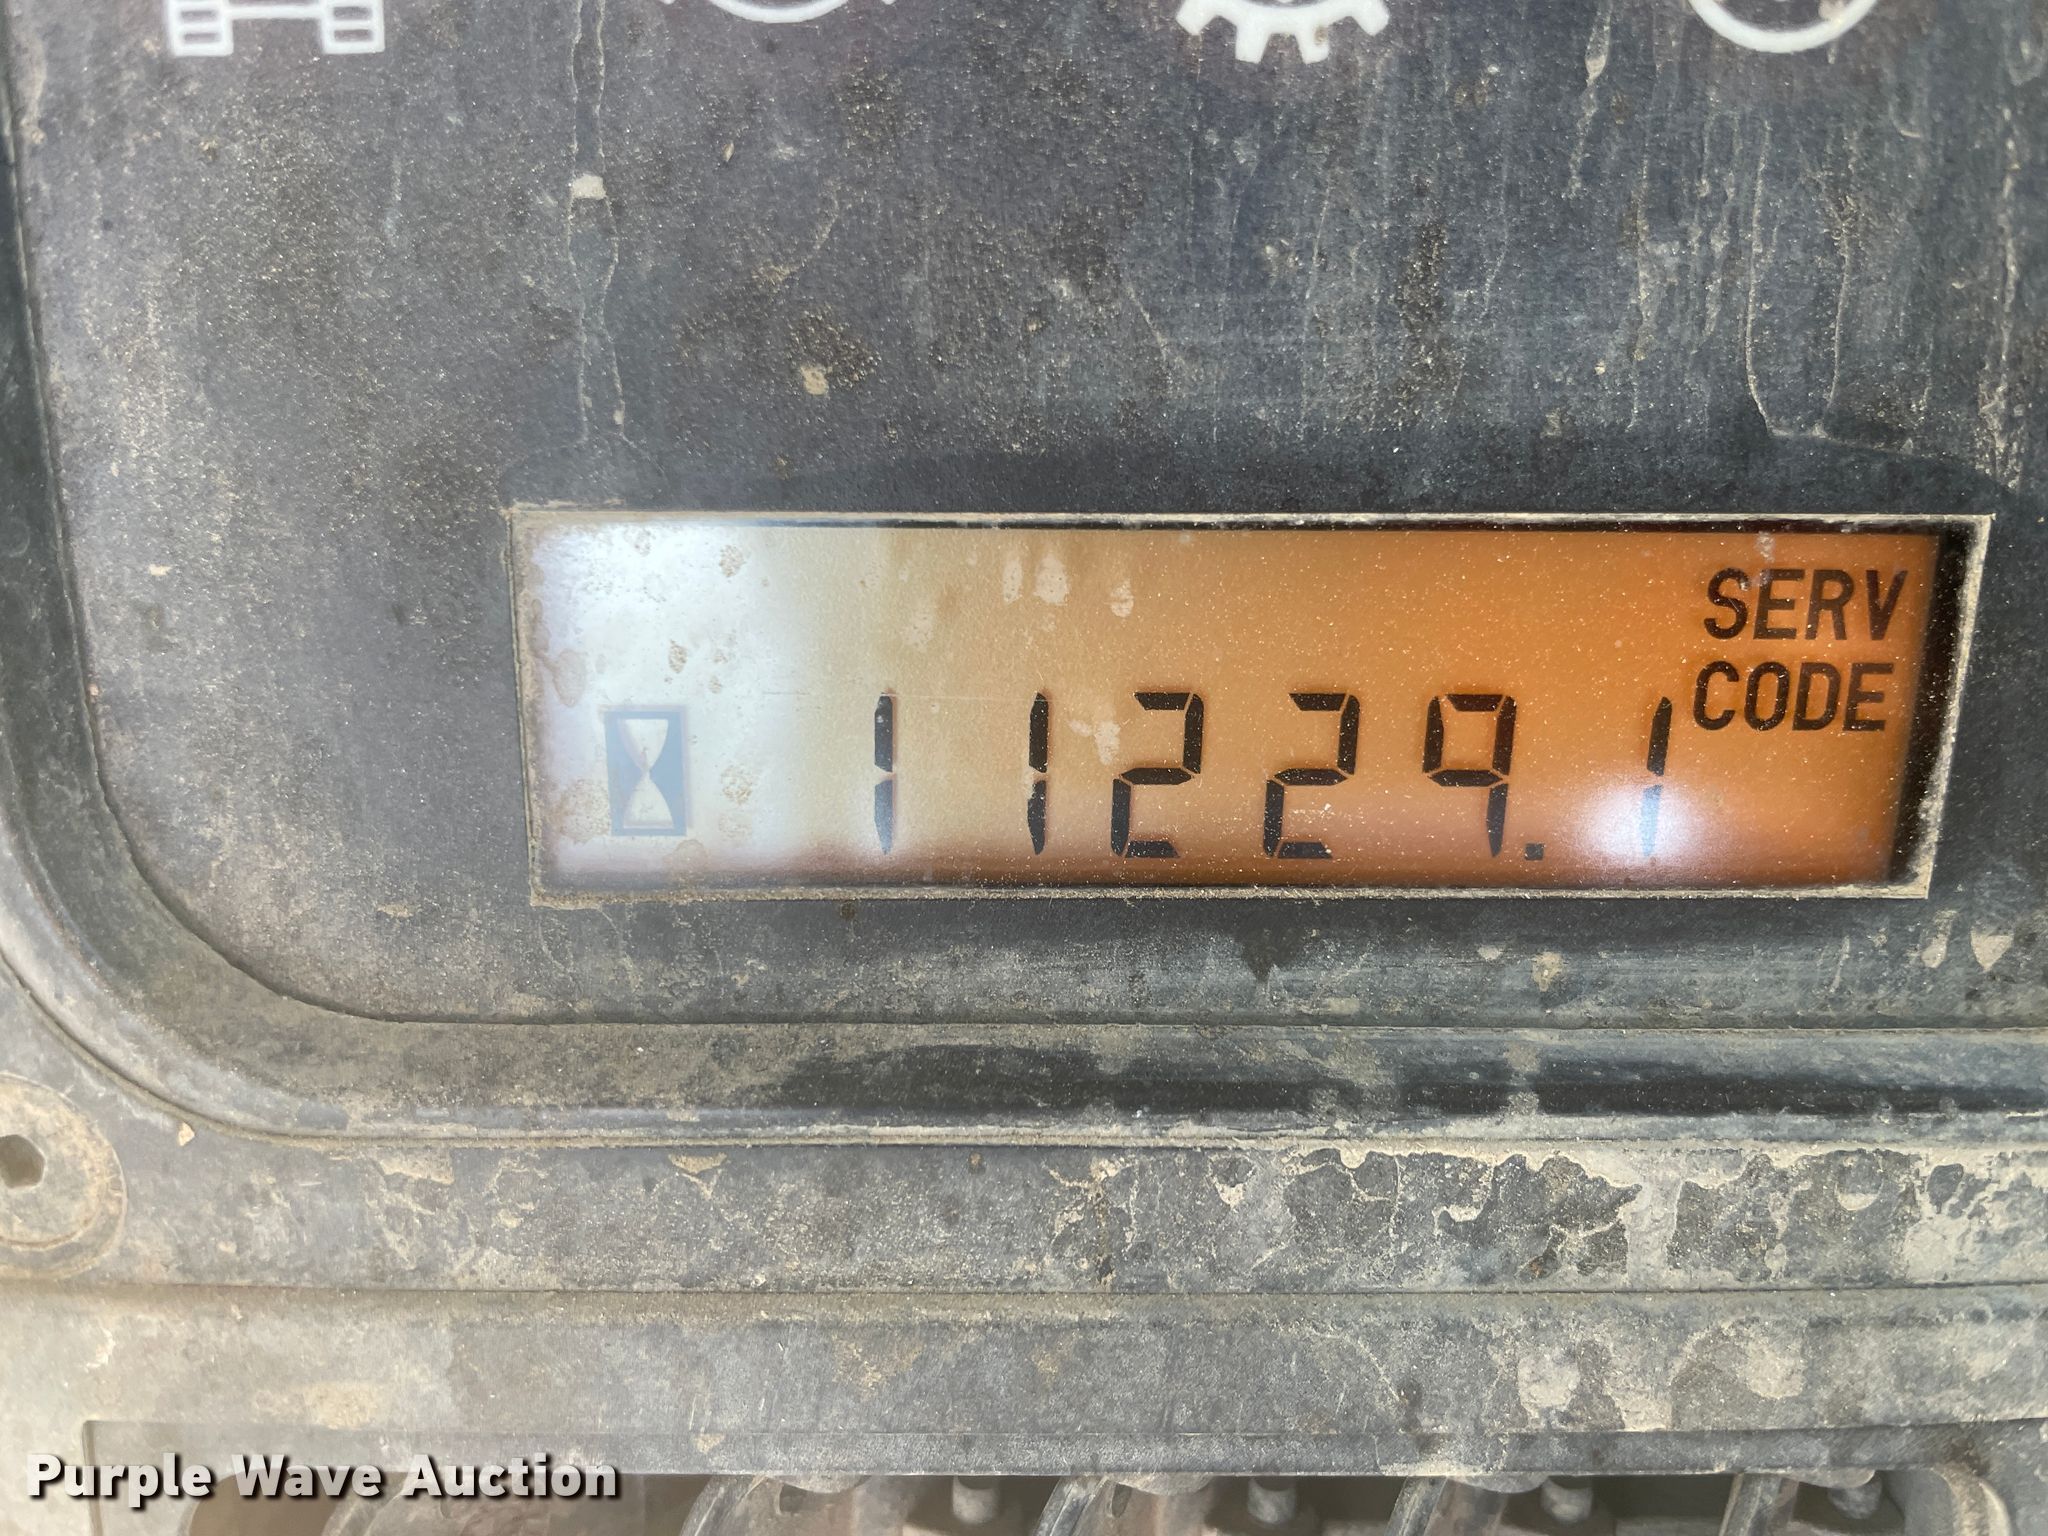 SERV
CODE
11229.1
Purple Wave Auction